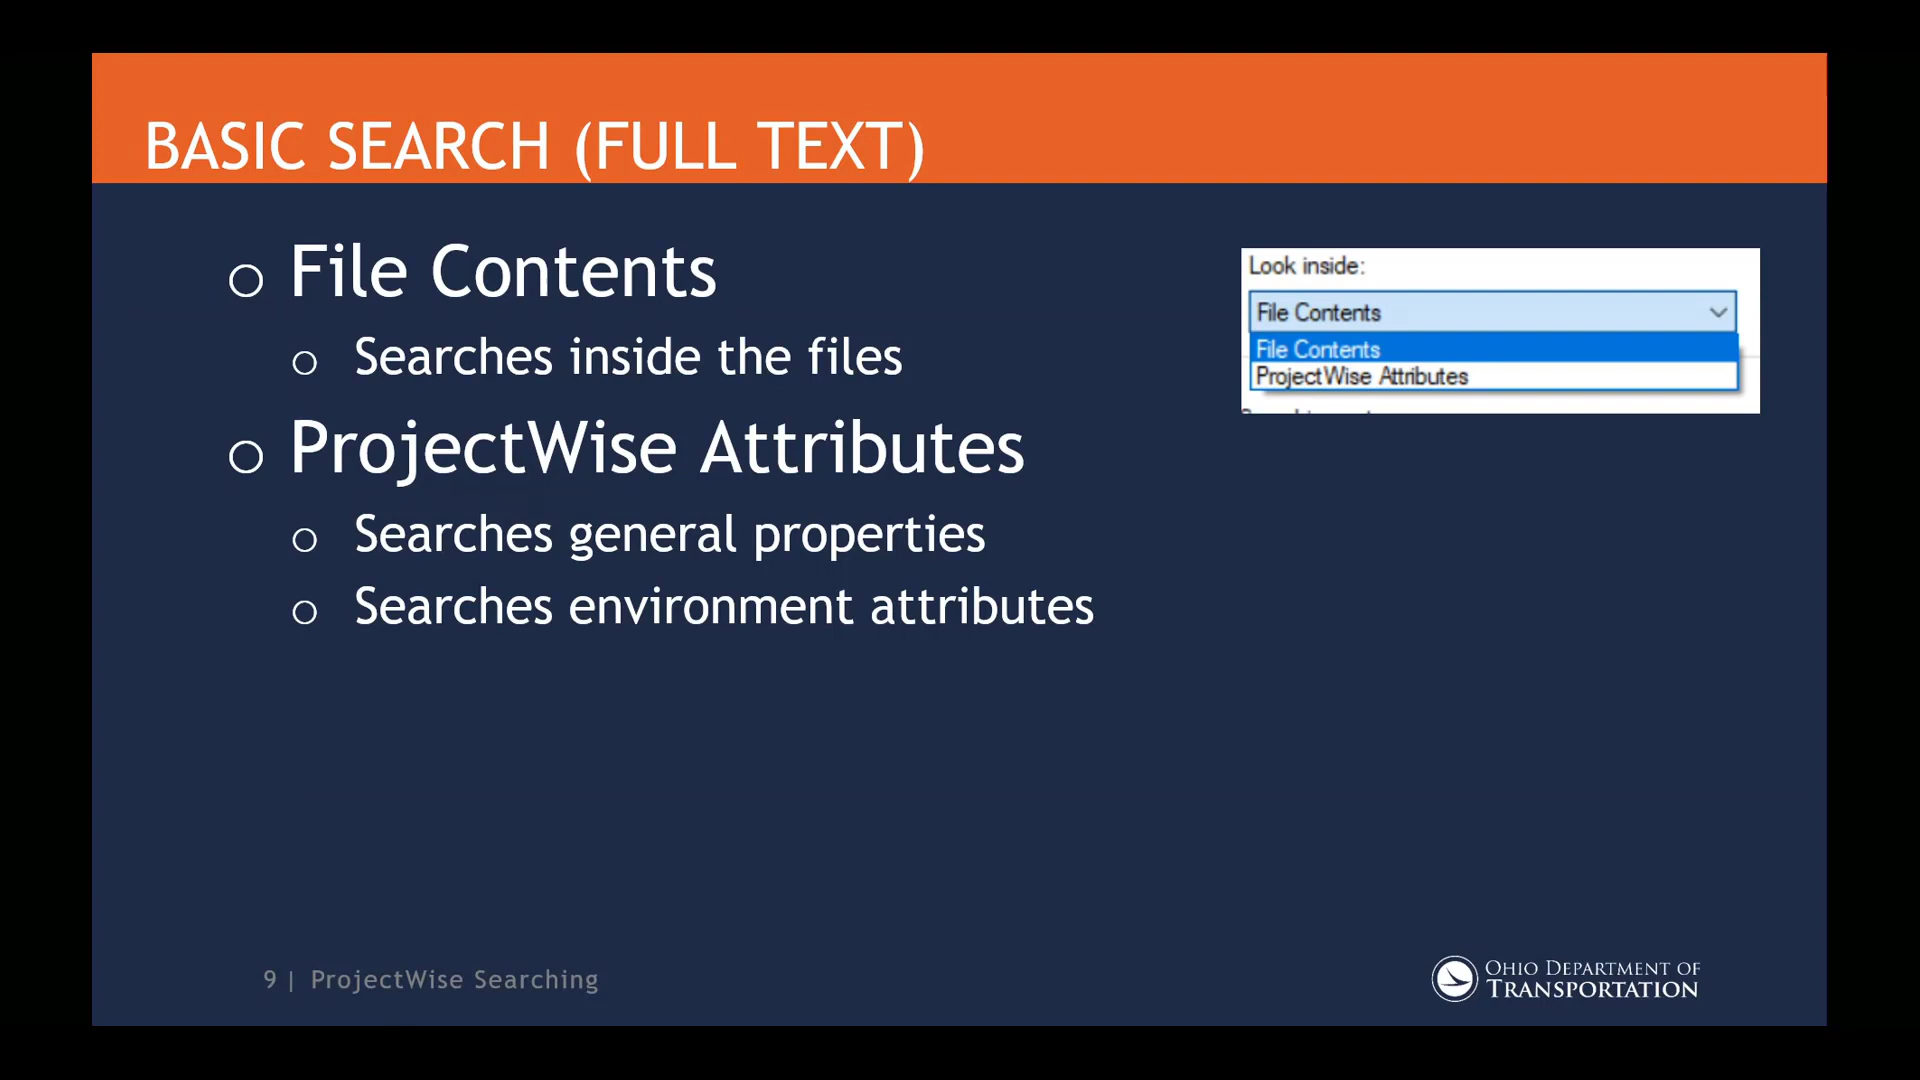 BASIC SEARCH (FULL TEXT)
File Contents
Searches inside the files
ProjectWise Attributes
Searches general properties
Searches environment attributes
Look inside:
File Contents
File Contents
ProjectWise Attributes
9 | ProjectWise Searching
OHIO DEPARTMENT OF
TRANSPORTATION